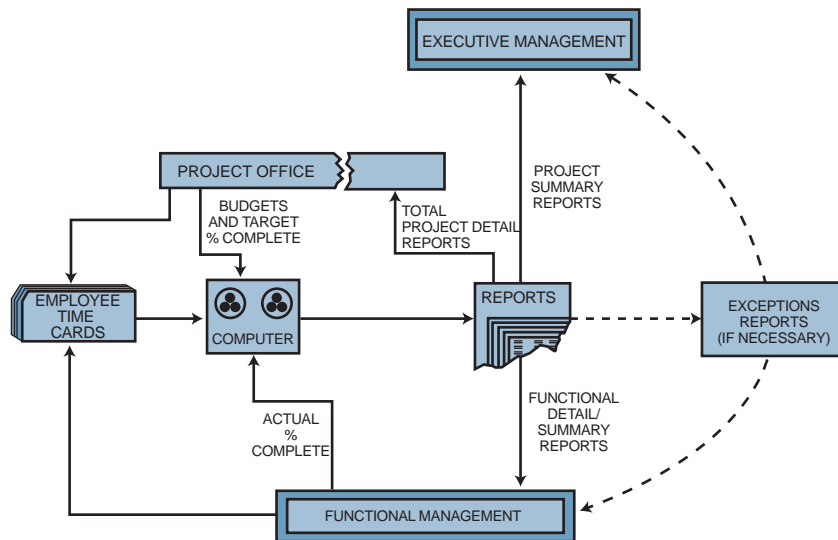 EXECUTIVE MANAGEMENT
PROJECT OFFICE
PROJECT
SUMMARY
REPORTS
BUDGETS
AND TARGET
% COMPLETE
TOTAL
PROJECT DETAIL
REPORTS
EMPLOYEE
TIME
CARDS
COMPUTER
REPORTS
EXCEPTIONS
REPORTS
(IF NECESSARY)
ACTUAL
%
COMPLETE
FUNCTIONAL
DETAIL/
SUMMARY
REPORTS
FUNCTIONAL MANAGEMENT